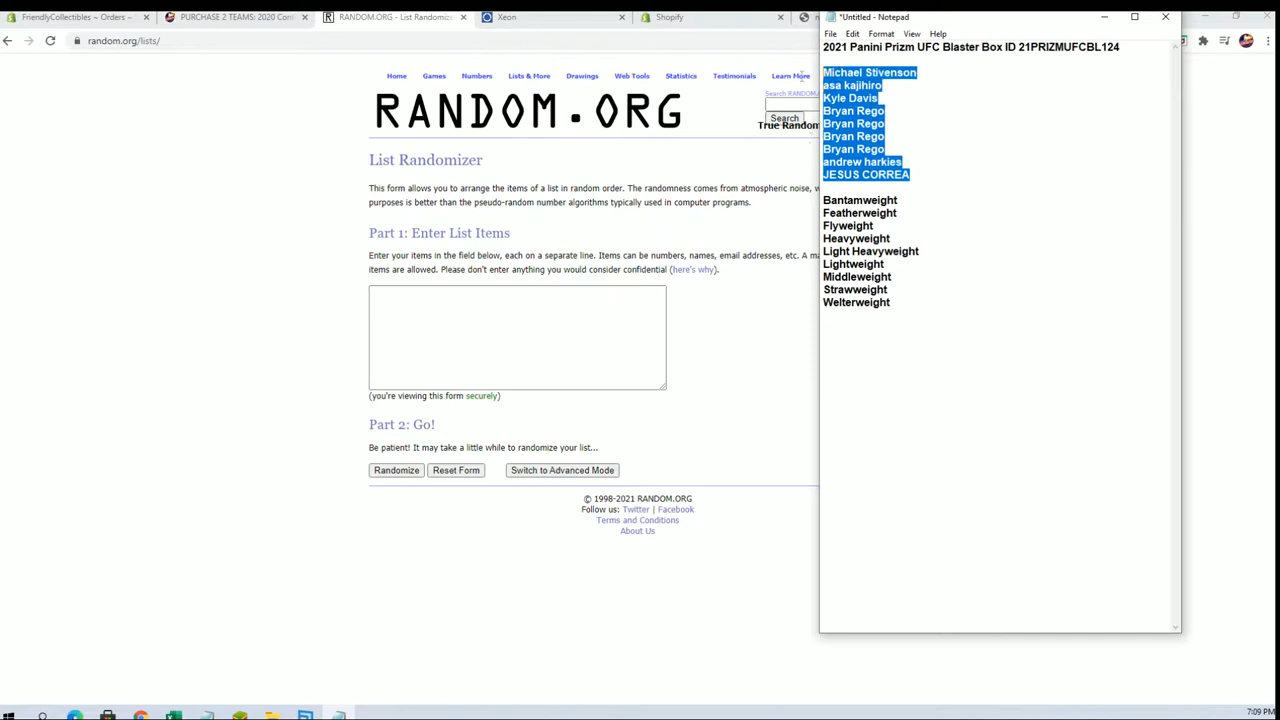 FriendlyCollectibles ~ Orders ~
PURCHASE 2 TEAMS: 2020 Con
RANDOM.ORG - List Randomizer
Xeon
Shopify
random.org/lists/
Home
Games
Numbers
Lists & More
Drawings
Web Tools
Statistics
Testimonials
Learn More
Search RANDOM
RANDOM.ORG
Search
True Random
List Randomizer
This form allows you to arrange the items of a list in random order. The randomness comes from atmospheric noise,
purposes is better than the pseudo-random number algorithms typically used in computer programs.
Part 1: Enter List Items
Enter your items in the field below, each on a separate line. Items can be numbers, names, email addresses, etc. A
items are allowed. Please don't enter anything you would consider confidential (here's why).
(you're viewing this form securely)
Part 2: Go!
Be patient! It may take a little while to randomize your list...
Randomize
Reset Form
Switch to Advanced Mode
© 1998-2021 RANDOM.ORG
Follow us: Twitter | Facebook
Terms and Conditions
About Us
*Untitled - Notepad
File
Edit
Format
View
Help
2021 Panini Prizm UFC Blaster Box ID 21PRIZMUFCBL124
Michael Stivenson
asa kajihiro
Kyle Davis
Bryan Rego
Bryan Rego
Bryan Rego
Bryan Rego
andrew harkies
JESUS CORREA
Bantamweight
Featherweight
Flyweight
Heavyweight
Light Heavyweight
Lightweight
Middleweight
Strawweight
Welterweight
7:09 PM